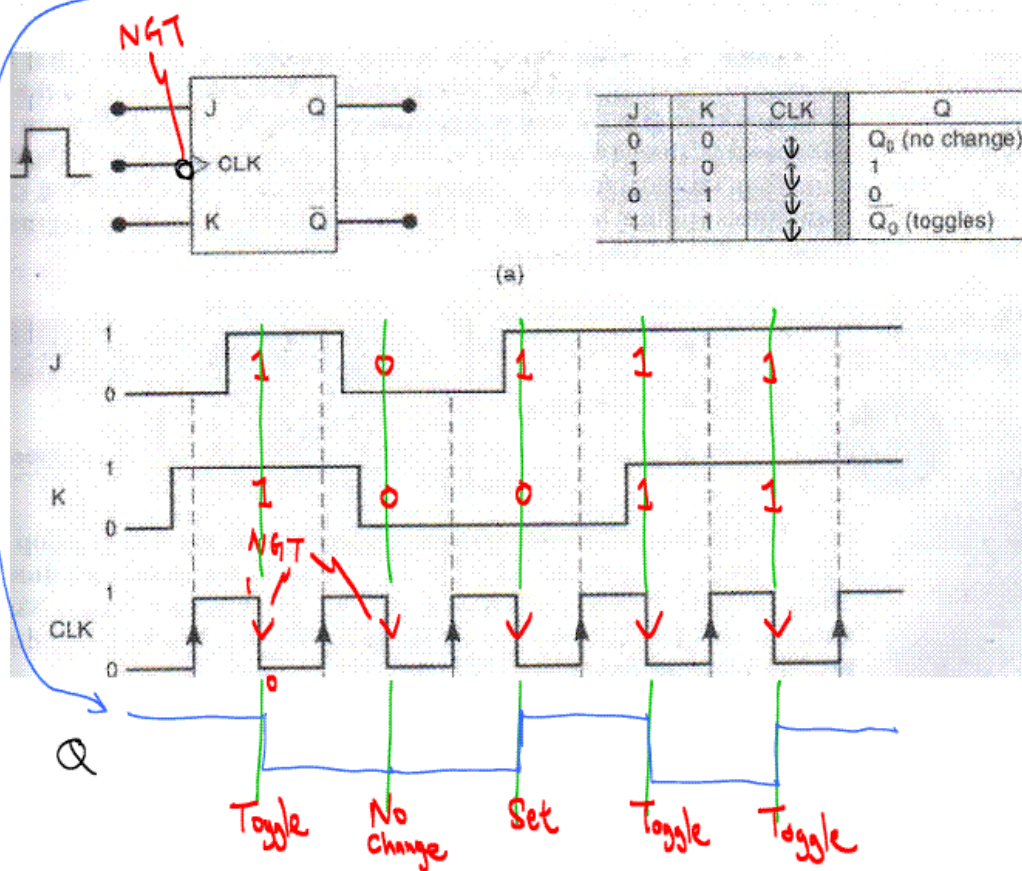 NGT
J Q
CLK
K Q̅
J K CLK Q
0 0 ↓ Q₀ (no change)
1 0 ↓ 1
0 1 ↓ 0
1 1 ↓ Q̅₀ (toggles)
(a)
1
J 1 0 1 1 1
0
1
K 1 0 0 1 1
0
NGT
1
CLK
0
0
Q
Toggle No Change Set Toggle Toggle